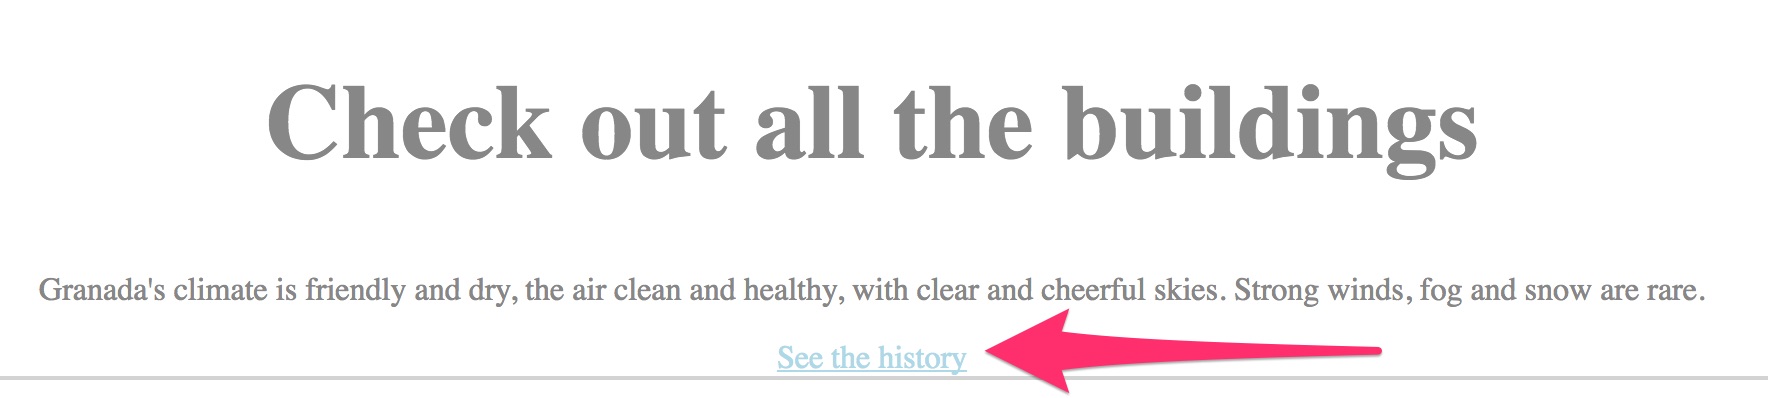 Check out all the buildings
Granada's climate is friendly and dry, the air clean and healthy, with clear and cheerful skies. Strong winds, fog and snow are rare.
See the history